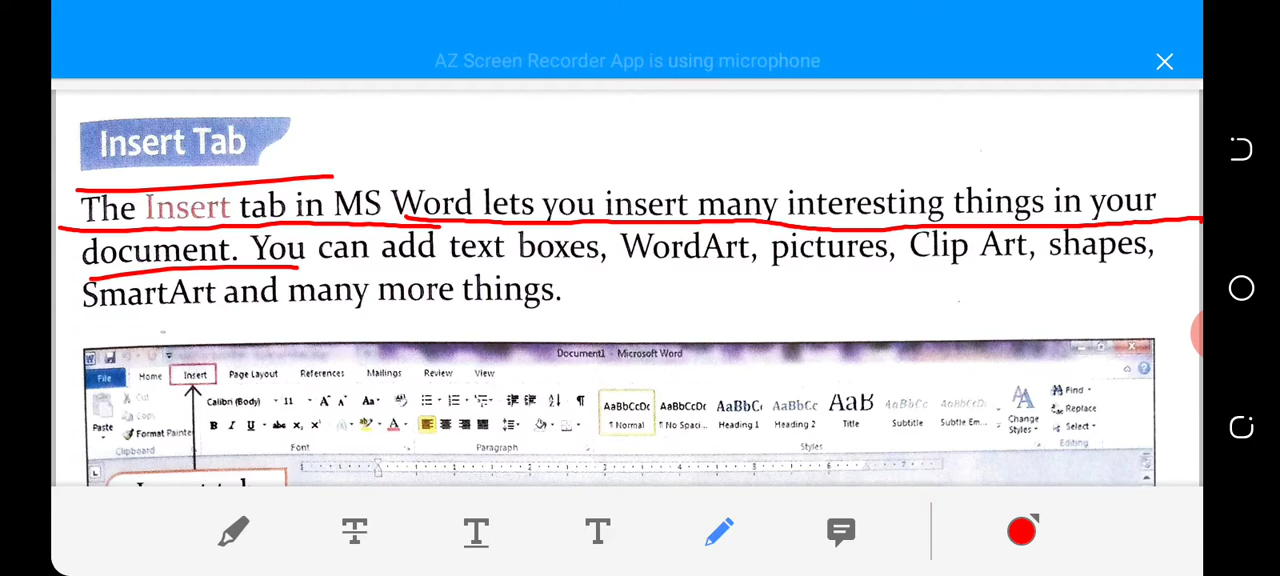 AZ Screen Recorder App is using microphone
Insert Tab
The Insert tab in MS Word lets you insert many interesting things in your
document. You can add text boxes, WordArt, pictures, Clip Art, shapes,
SmartArt and many more things.
Document1 - Microsoft Word
File Home Insert Page Layout References Mailings Review View
Cut
Copy
Paste
Format Painter
Clipboard
Calibri (Body) 11
Font
Paragraph
AaBbCcDc AaBbCcDc AaBbC AaBbCc AaB AaBbCc. AaBbCcDc
¶ Normal ¶ No Spaci... Heading 1 Heading 2 Title Subtitle Subtle Em...
Styles
Change
Styles
Find
Replace
Select
Editing